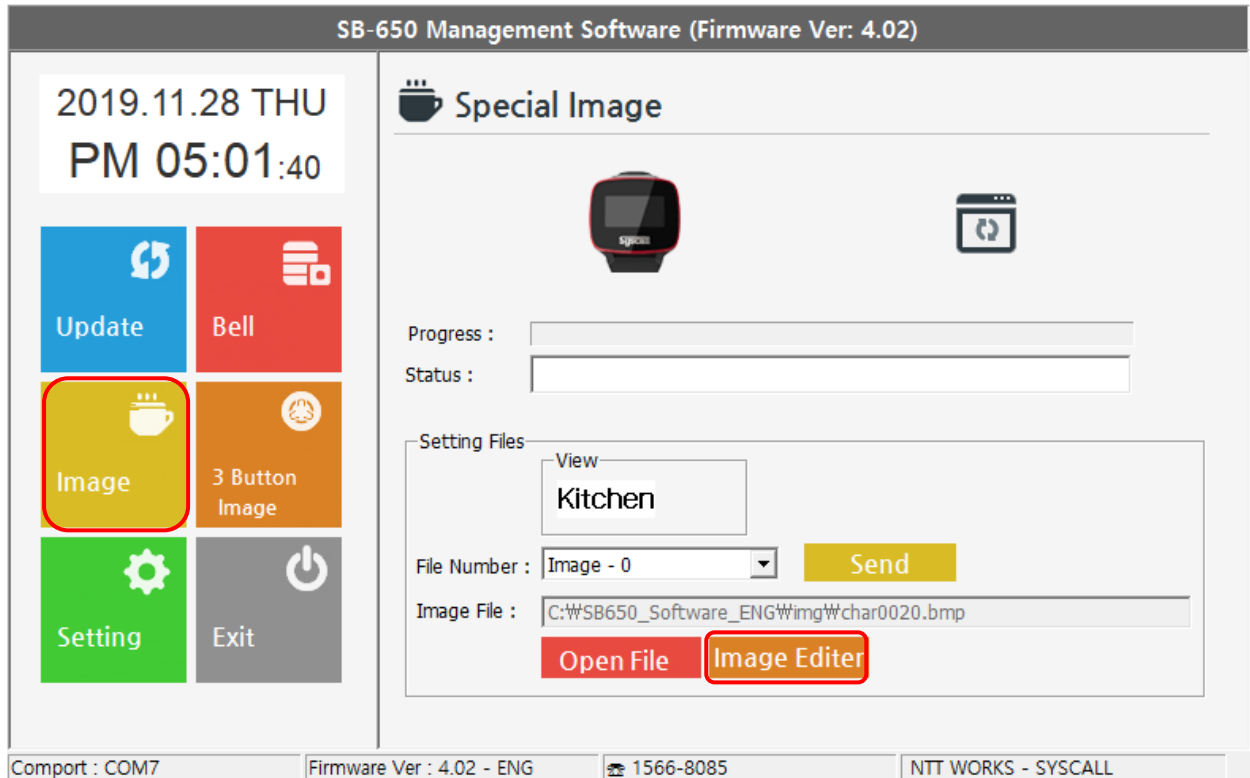 SB-650 Management Software (Firmware Ver: 4.02)
2019.11.28 THU
PM 05:01:40
Update
Bell
Image
3 Button
Image
Setting
Exit
Special Image
Syscall
Progress :
Status :
Setting Files
View
Kitchen
File Number : Image - 0
Send
Image File : C:₩SB650_Software_ENG₩img₩char0020.bmp
Open File
Image Editer
Comport : COM7
Firmware Ver : 4.02 - ENG
☎ 1566-8085
NTT WORKS - SYSCALL